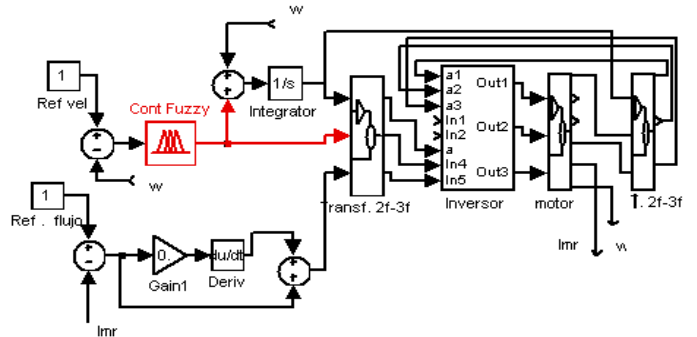 w
1
Ref vel
Cont Fuzzy
1/s
Integrator
w
1
Ref . flujo
0.
Gain1
du/dt
Deriv
Imr
Transf. 2f-3f
a
In4
In5
a1
a2
a3
In1
In2
Out1
Out2
Out3
Inversor
motor
T. 2f-3f
Imr
w